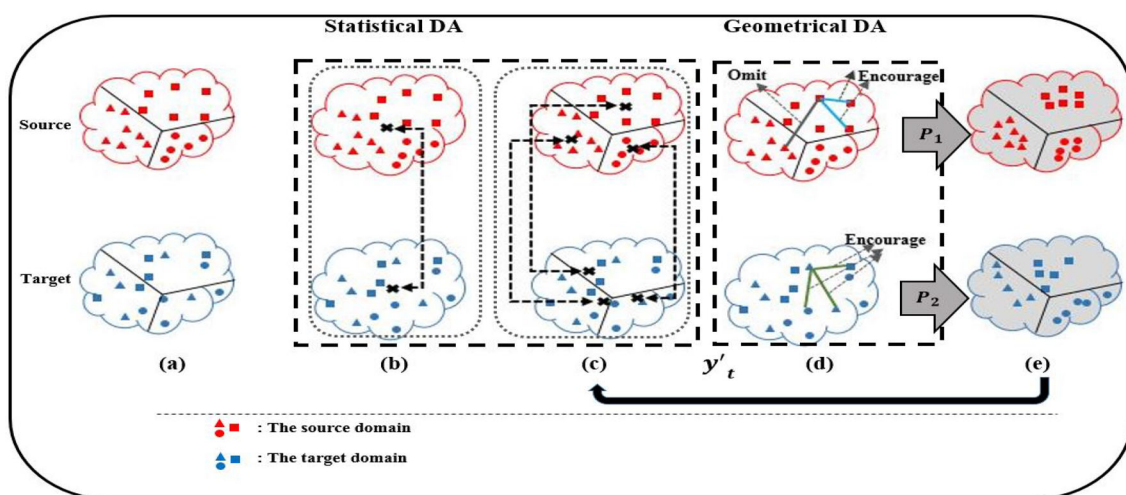 Statistical DA
Geometrical DA
Omit
Encourage
Source
P₁
Encourage
Target
P₂
(a)
(b)
(c)
y'ₜ
(d)
(e)
: The source domain
: The target domain